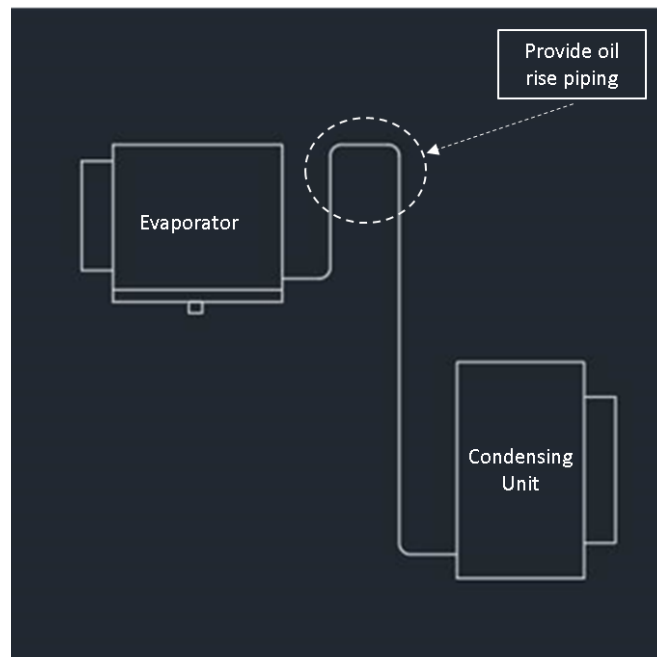 Provide oil
rise piping
Evaporator
Condensing
Unit